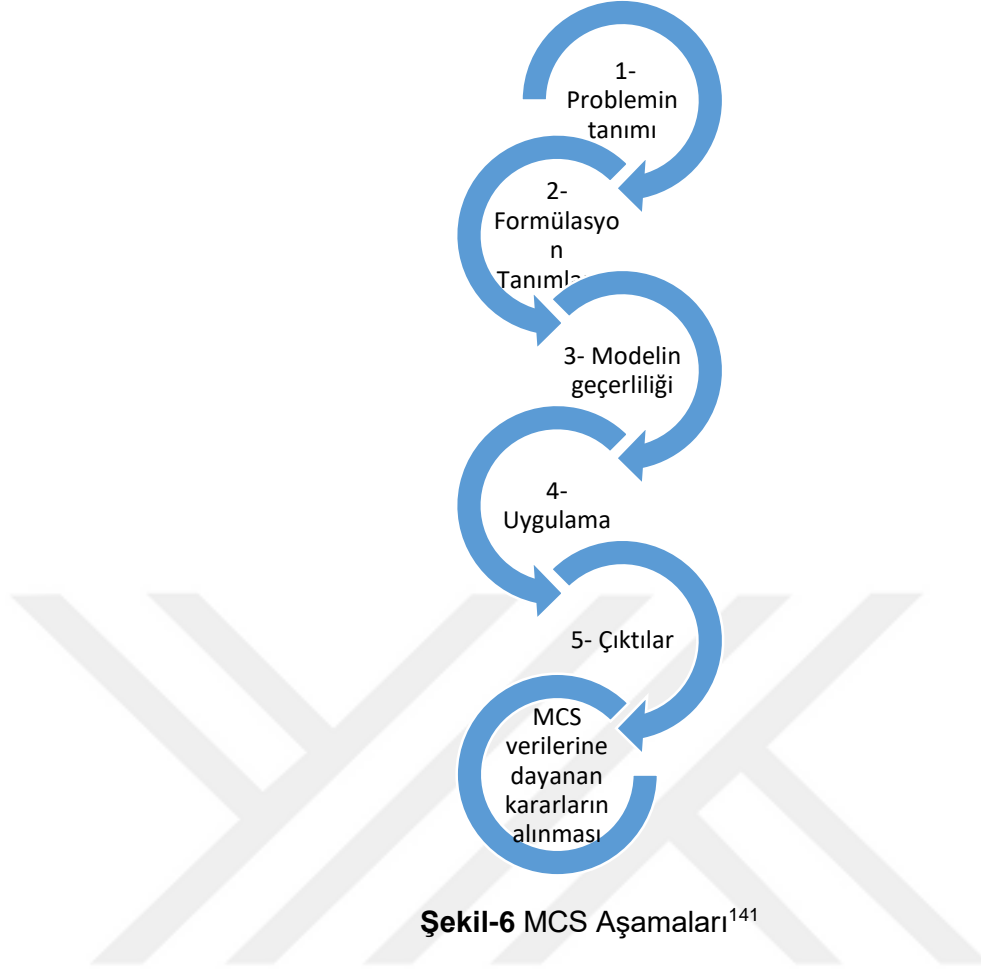 1-
Problemin
tanımı
2-
Formülasyo
n
3- Modelin
geçerliliği
4-
Uygulama
5- Çıktılar
MCS
verilerine
dayanan
kararların
alınması
Şekil-6 MCS Aşamaları141